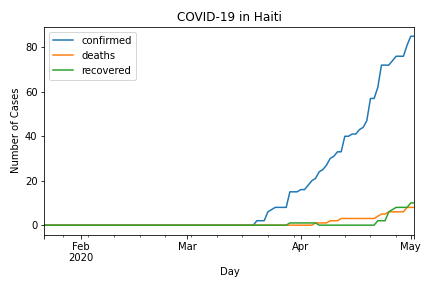 COVID-19 in Haiti
confirmed
deaths
recovered
Number of Cases
80
60
40
20
0
Feb
2020
Mar
Apr
May
Day